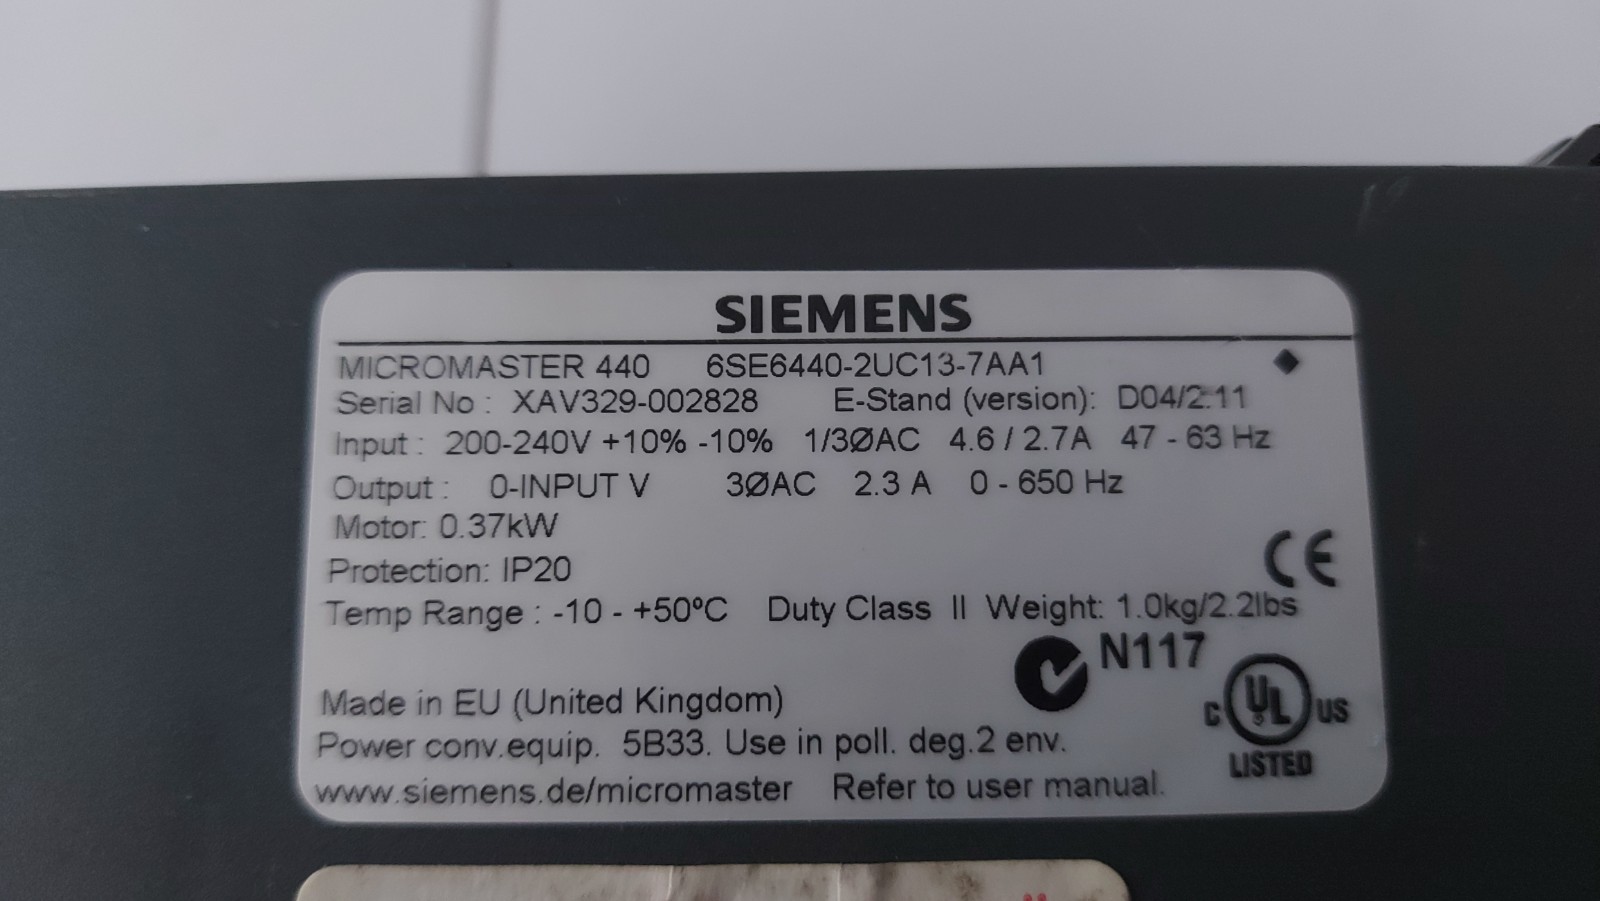 SIEMENS
MICROMASTER 440 6SE6440-2UC13-7AA1
Serial No : XAV329-002828 E-Stand (version): D04/2.11
Input : 200-240V +10% -10% 1/3ØAC 4.6 / 2.7A 47 - 63 Hz
Output : 0-INPUT V 3ØAC 2.3 A 0 - 650 Hz
Motor: 0.37kW
Protection: IP20
CE
Temp Range : -10 - +50ºC Duty Class II Weight: 1.0kg/2.2lbs
N117
Made in EU (United Kingdom)
C UL US
LISTED
Power conv.equip. 5B33. Use in poll. deg.2 env.
www.siemens.de/micromaster Refer to user manual.